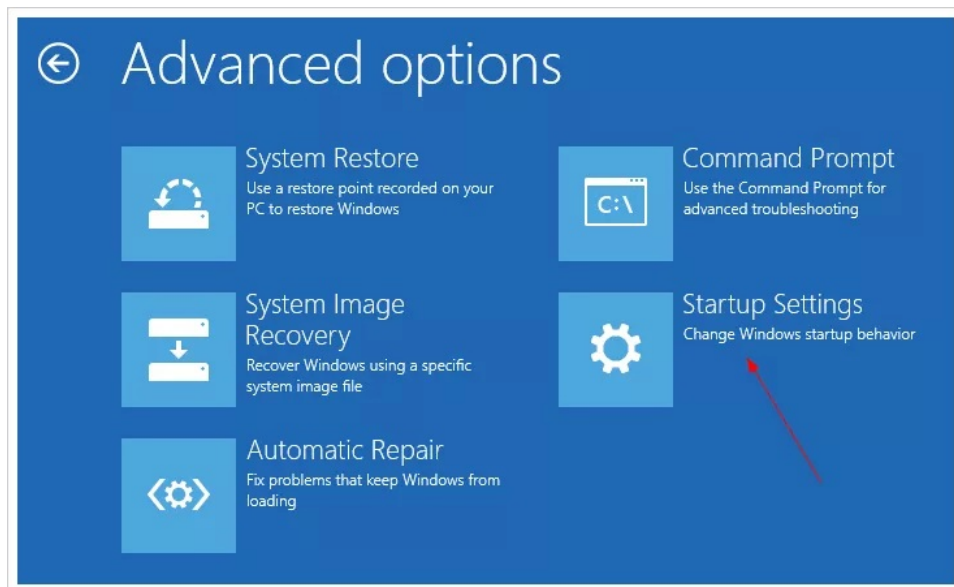 Advanced options
System Restore
Use a restore point recorded on your
PC to restore Windows
System Image
Recovery
Recover Windows using a specific
system image file
Automatic Repair
Fix problems that keep Windows from
loading
Command Prompt
Use the Command Prompt for
advanced troubleshooting
C:\
Startup Settings
Change Windows startup behavior